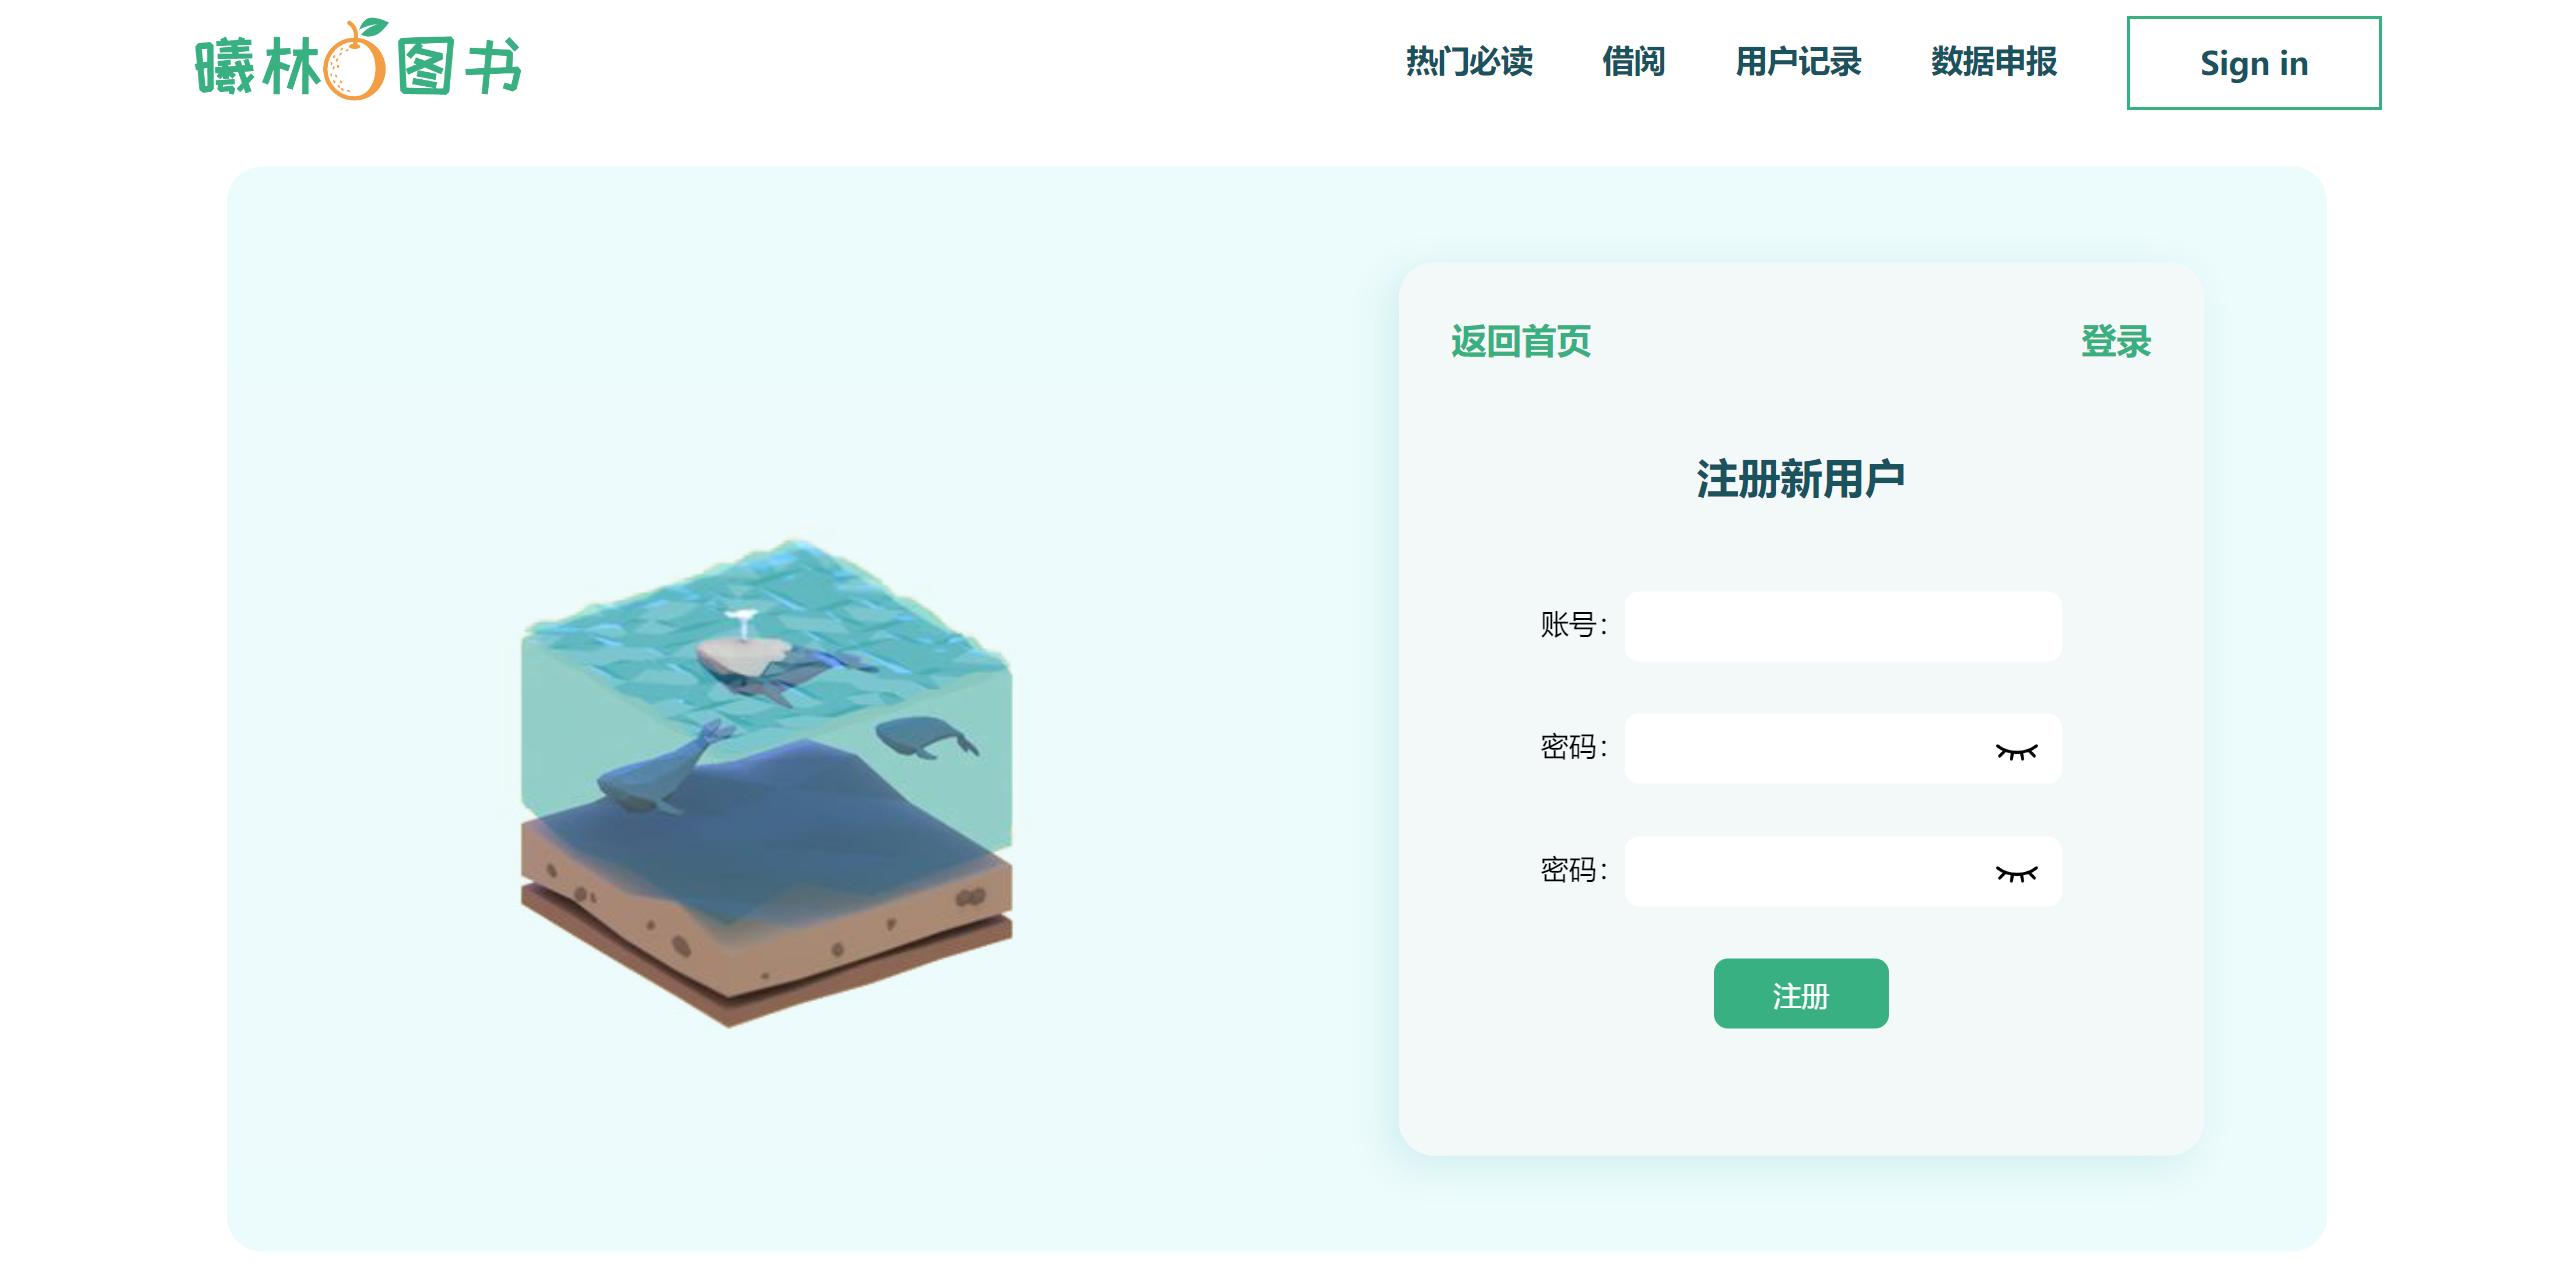 曦林图书
热门必读 借阅 用户记录 数据申报 Sign in
返回首页 登录
注册新用户
账号：
密码：
密码：
注册